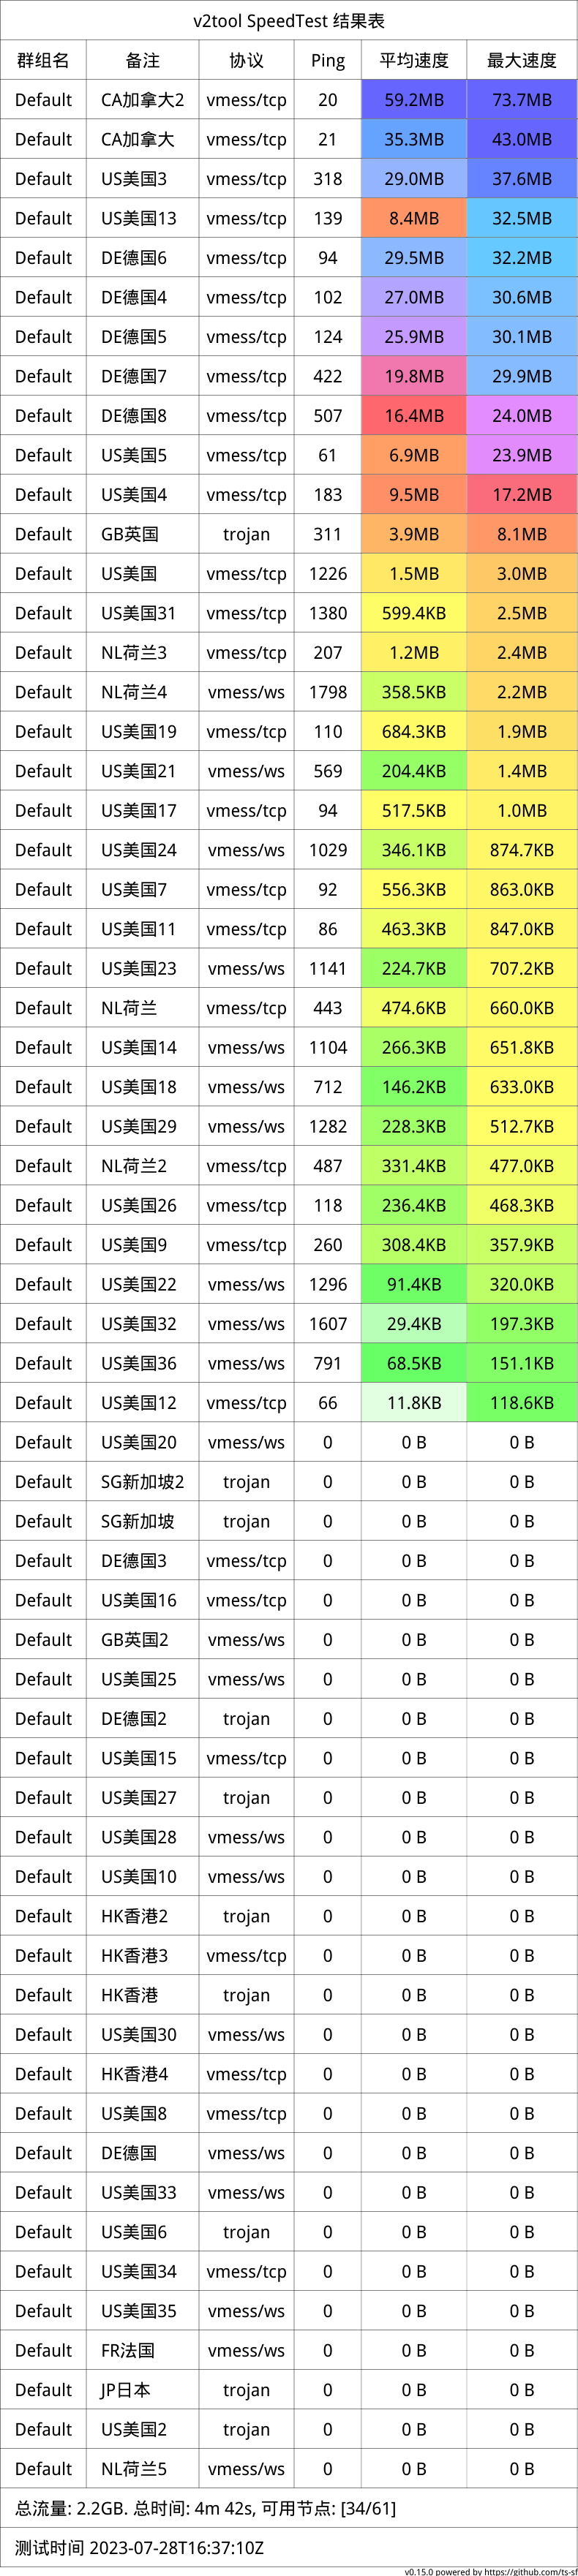 v2tool SpeedTest 结果表
群组名 备注 协议 Ping 平均速度 最大速度
Default CA加拿大2 vmess/tcp 20 59.2MB 73.7MB
Default CA加拿大 vmess/tcp 21 35.3MB 43.0MB
Default US美国3 vmess/tcp 318 29.0MB 37.6MB
Default US美国13 vmess/tcp 139 8.4MB 32.5MB
Default DE德国6 vmess/tcp 94 29.5MB 32.2MB
Default DE德国4 vmess/tcp 102 27.0MB 30.6MB
Default DE德国5 vmess/tcp 124 25.9MB 30.1MB
Default DE德国7 vmess/tcp 422 19.8MB 29.9MB
Default DE德国8 vmess/tcp 507 16.4MB 24.0MB
Default US美国5 vmess/tcp 61 6.9MB 23.9MB
Default US美国4 vmess/tcp 183 9.5MB 17.2MB
Default GB英国 trojan 311 3.9MB 8.1MB
Default US美国 vmess/tcp 1226 1.5MB 3.0MB
Default US美国31 vmess/tcp 1380 599.4KB 2.5MB
Default NL荷兰3 vmess/tcp 207 1.2MB 2.4MB
Default NL荷兰4 vmess/ws 1798 358.5KB 2.2MB
Default US美国19 vmess/tcp 110 684.3KB 1.9MB
Default US美国21 vmess/ws 569 204.4KB 1.4MB
Default US美国17 vmess/tcp 94 517.5KB 1.0MB
Default US美国24 vmess/ws 1029 346.1KB 874.7KB
Default US美国7 vmess/tcp 92 556.3KB 863.0KB
Default US美国11 vmess/tcp 86 463.3KB 847.0KB
Default US美国23 vmess/ws 1141 224.7KB 707.2KB
Default NL荷兰 vmess/tcp 443 474.6KB 660.0KB
Default US美国14 vmess/ws 1104 266.3KB 651.8KB
Default US美国18 vmess/ws 712 146.2KB 633.0KB
Default US美国29 vmess/ws 1282 228.3KB 512.7KB
Default NL荷兰2 vmess/tcp 487 331.4KB 477.0KB
Default US美国26 vmess/tcp 118 236.4KB 468.3KB
Default US美国9 vmess/tcp 260 308.4KB 357.9KB
Default US美国22 vmess/ws 1296 91.4KB 320.0KB
Default US美国32 vmess/ws 1607 29.4KB 197.3KB
Default US美国36 vmess/ws 791 68.5KB 151.1KB
Default US美国12 vmess/tcp 66 11.8KB 118.6KB
Default US美国20 vmess/ws 0 0 B 0 B
Default SG新加坡2 trojan 0 0 B 0 B
Default SG新加坡 trojan 0 0 B 0 B
Default DE德国3 vmess/tcp 0 0 B 0 B
Default US美国16 vmess/tcp 0 0 B 0 B
Default GB英国2 vmess/ws 0 0 B 0 B
Default US美国25 vmess/ws 0 0 B 0 B
Default DE德国2 trojan 0 0 B 0 B
Default US美国15 vmess/tcp 0 0 B 0 B
Default US美国27 trojan 0 0 B 0 B
Default US美国28 vmess/ws 0 0 B 0 B
Default US美国10 vmess/ws 0 0 B 0 B
Default HK香港2 trojan 0 0 B 0 B
Default HK香港3 vmess/tcp 0 0 B 0 B
Default HK香港 trojan 0 0 B 0 B
Default US美国30 vmess/ws 0 0 B 0 B
Default HK香港4 vmess/tcp 0 0 B 0 B
Default US美国8 vmess/tcp 0 0 B 0 B
Default DE德国 vmess/ws 0 0 B 0 B
Default US美国33 vmess/ws 0 0 B 0 B
Default US美国6 trojan 0 0 B 0 B
Default US美国34 vmess/tcp 0 0 B 0 B
Default US美国35 vmess/ws 0 0 B 0 B
Default FR法国 vmess/ws 0 0 B 0 B
Default JP日本 trojan 0 0 B 0 B
Default US美国2 trojan 0 0 B 0 B
Default NL荷兰5 vmess/ws 0 0 B 0 B
总流量: 2.2GB. 总时间: 4m 42s, 可用节点: [34/61]
测试时间 2023-07-28T16:37:10Z
v0.15.0 powered by https://github.com/ts-sf